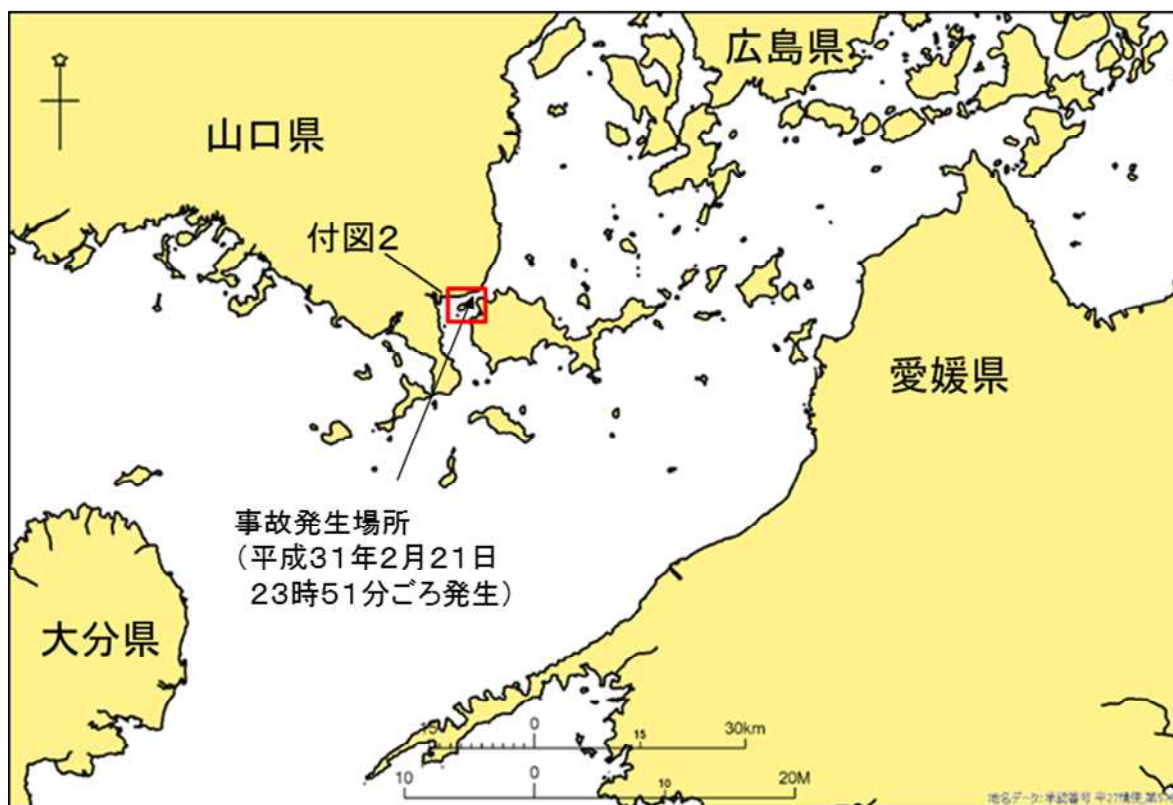 広島県
山口県
付図2
愛媛県
事故発生場所
（平成31年2月21日
23時51分ごろ発生）
大分県
15 0 15 30km
10 0 10 20M